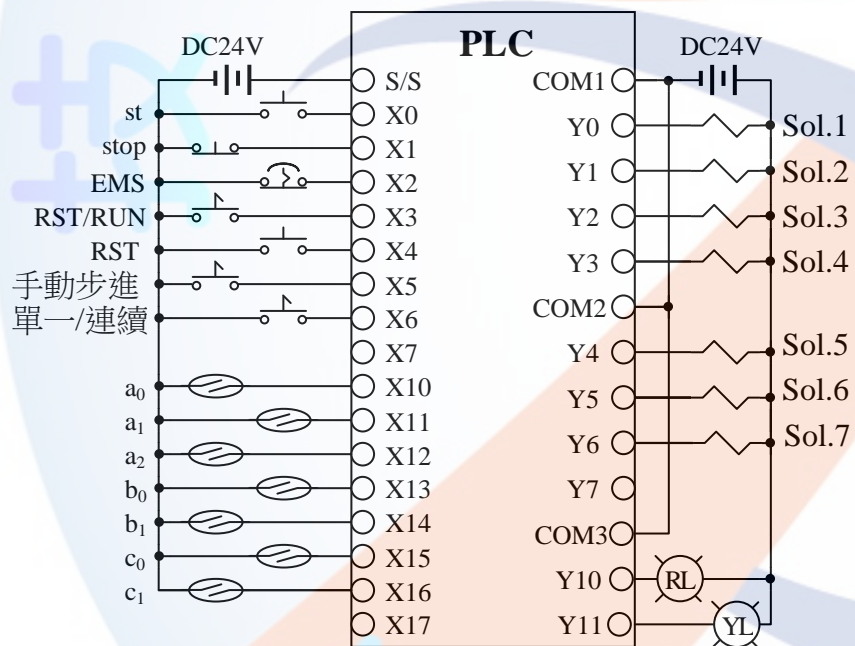 PLC
DC24V
DC24V
S/S
COM1
st
X0
Y0
Sol.1
stop
X1
Y1
Sol.2
EMS
X2
Y2
Sol.3
RST/RUN
X3
RST
X4
Y3
Sol.4
手動步進
X5
COM2
單一/連續
X6
X7
Y4
Sol.5
a₀
X10
Y5
Sol.6
a₁
X11
Y6
Sol.7
a₂
X12
b₀
X13
Y7
b₁
X14
COM3
c₀
X15
Y10
RL
c₁
X16
X17
Y11
YL